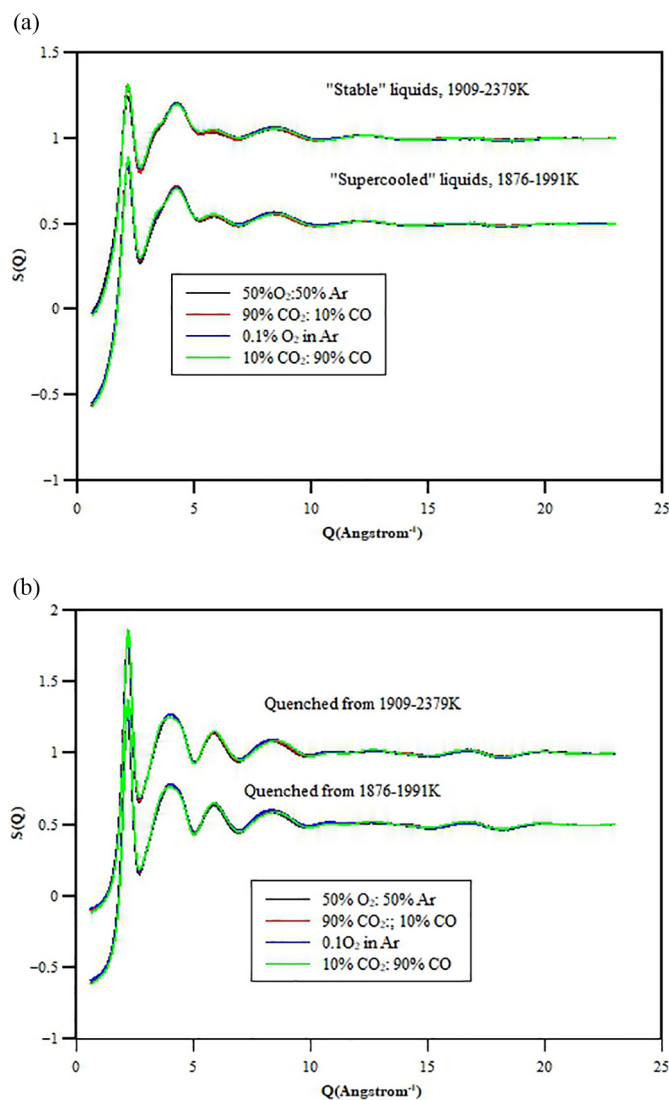 (a)
1.5
"Stable" liquids, 1909-2379K
1
"Supercooled" liquids, 1876-1991K
0.5
S(Q)
0
50%O₂:50% Ar
90% CO₂: 10% CO
0.1% O₂ in Ar
10% CO₂: 90% CO
−0.5
−1
0 5 10 15 20 25
Q(Angstrom⁻¹)
(b)
2
1.5
Quenched from 1909-2379K
1
Quenched from 1876-1991K
S(Q)
0.5
0
50% O₂: 50% Ar
90% CO₂:; 10% CO
0.1O₂ in Ar
10% CO₂: 90% CO
−0.5
−1
0 5 10 15 20 25
Q(Angstrom⁻¹)